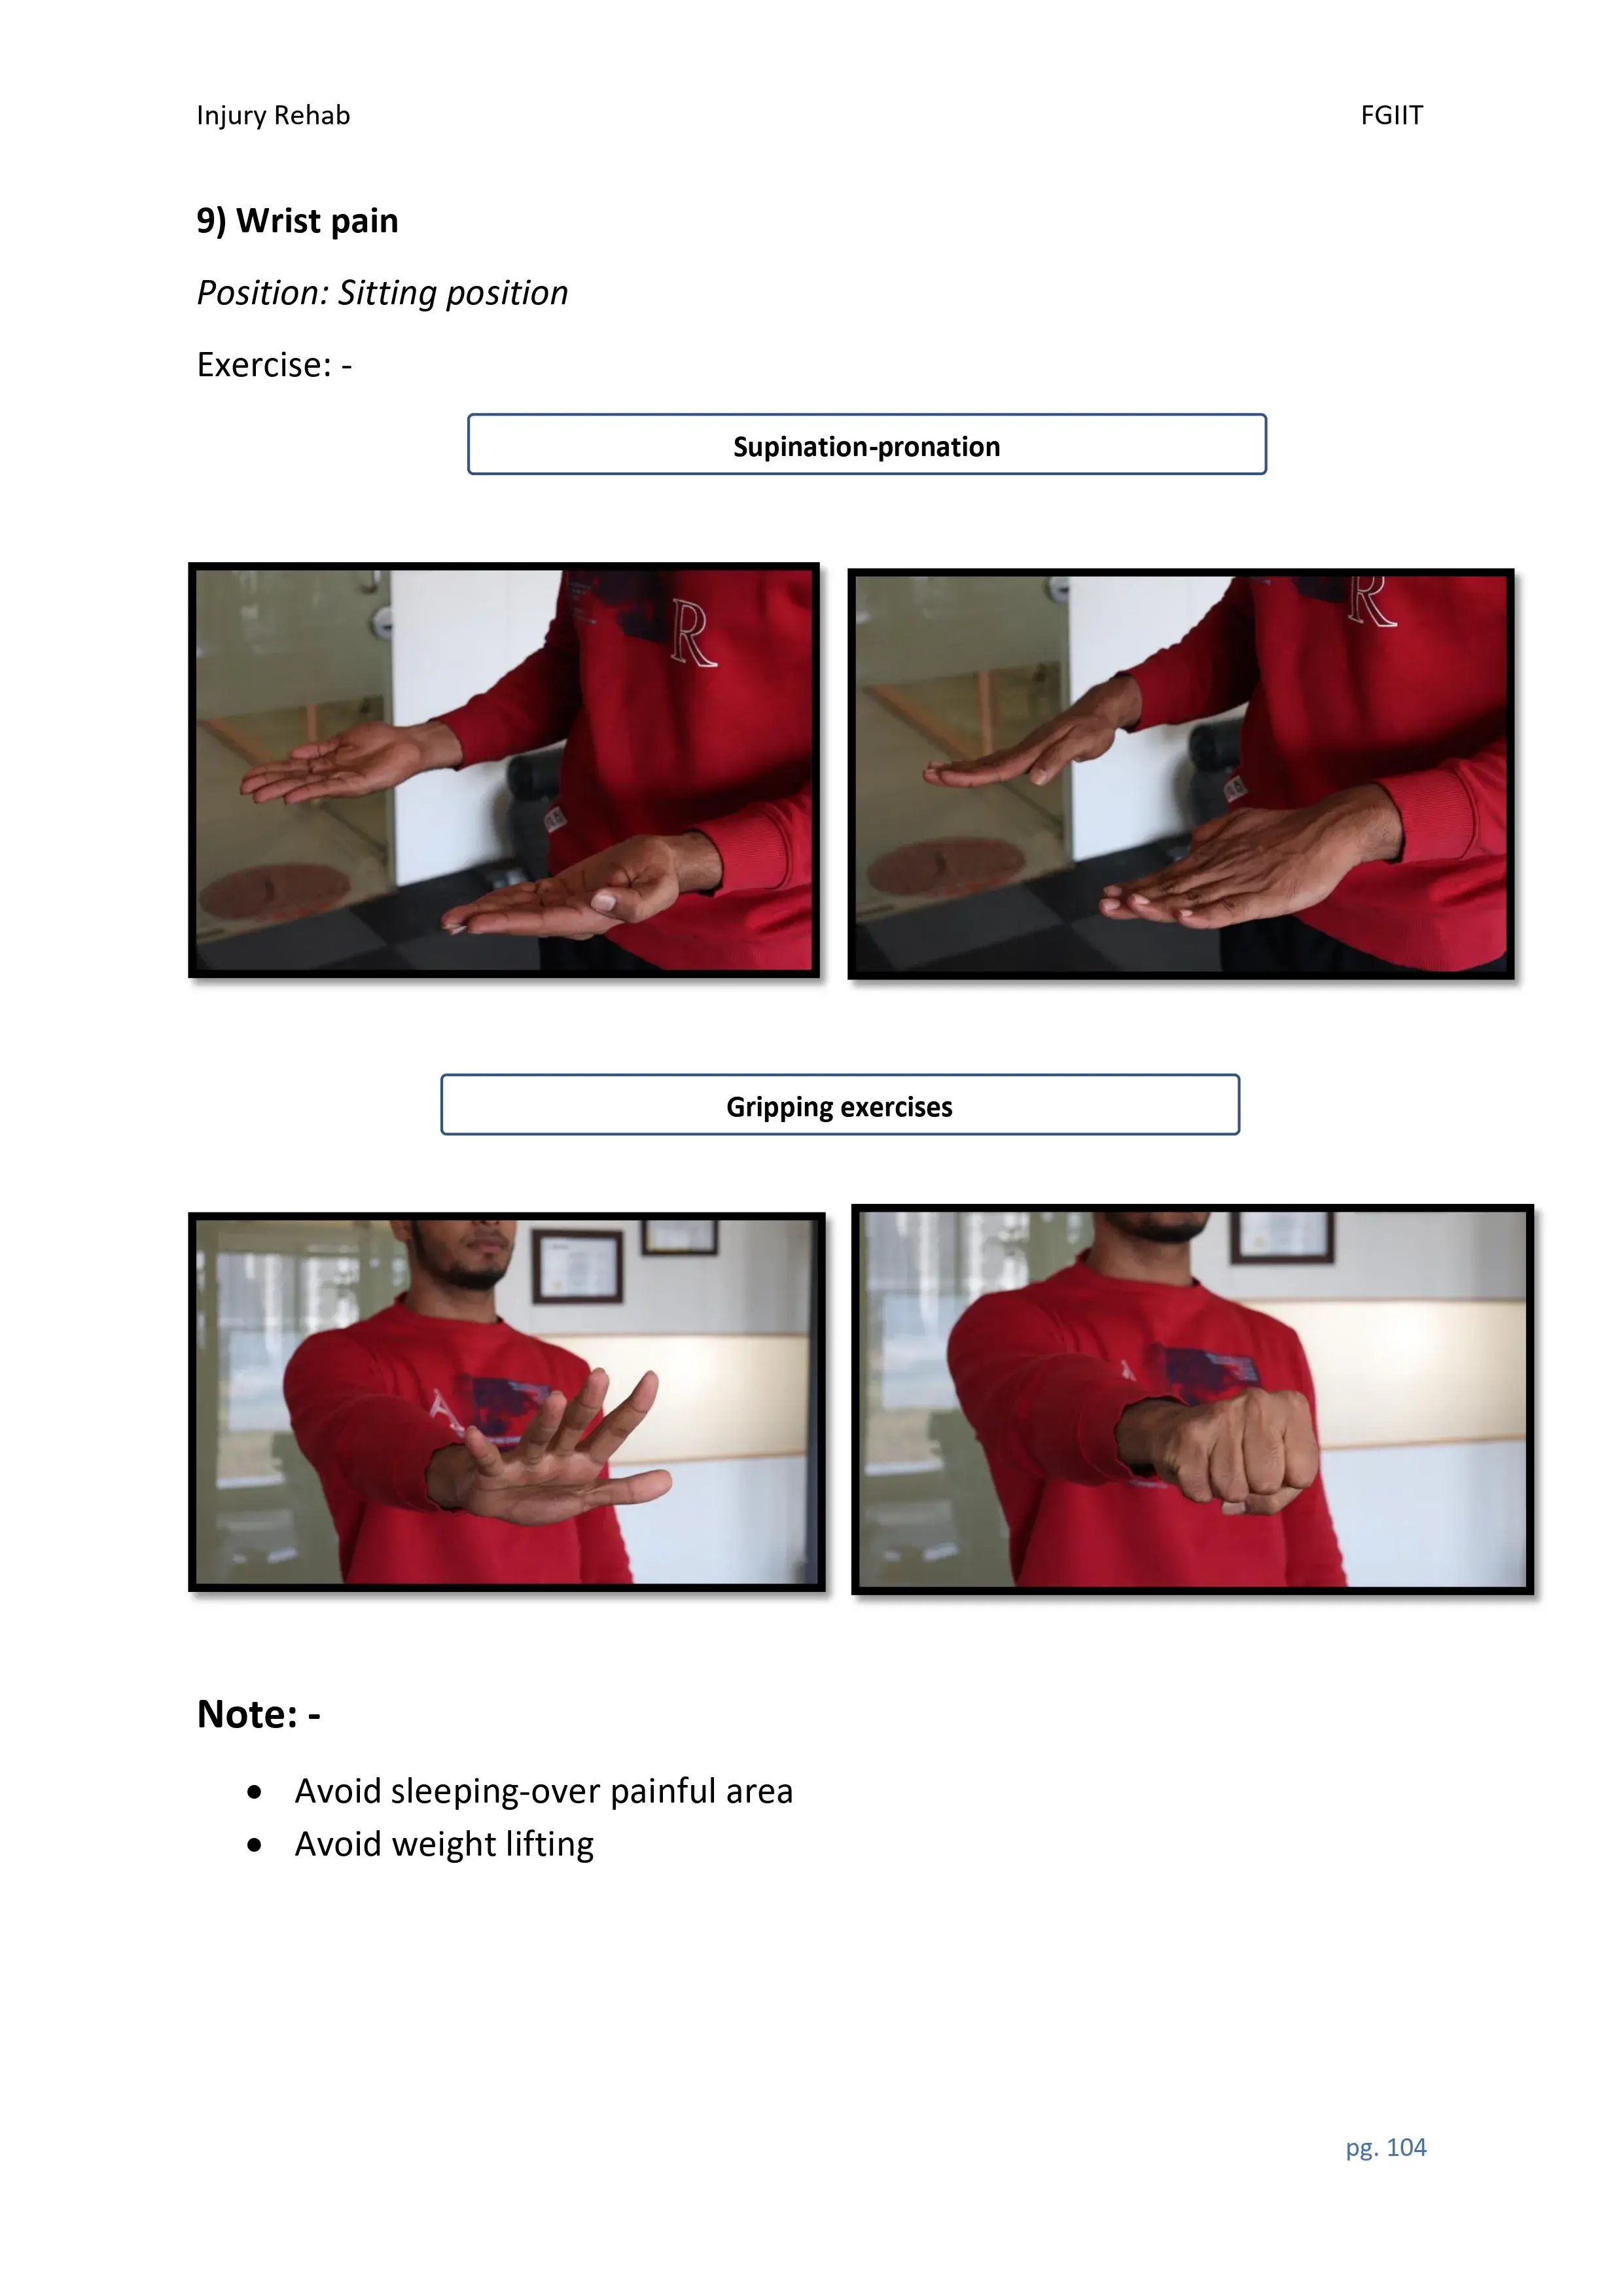 Injury Rehab FGIIT
9) Wrist pain
Position: Sitting position
Exercise: -
Supination-pronation
R
R
Gripping exercises
Note: -
• Avoid sleeping-over painful area
• Avoid weight lifting
pg. 104